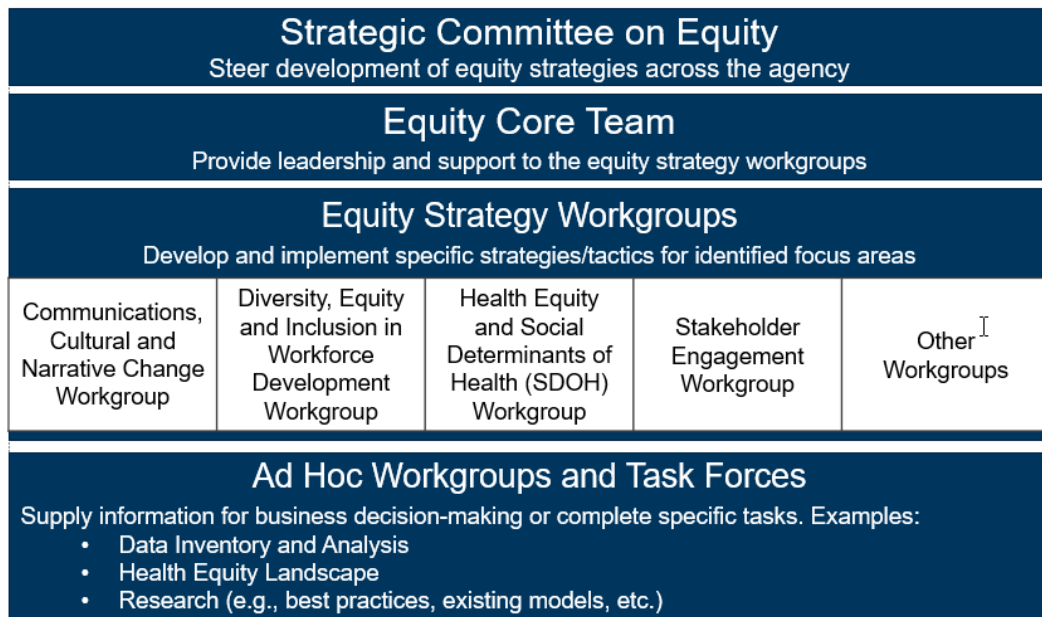 Strategic Committee on Equity
Steer development of equity strategies across the agency
Equity Core Team
Provide leadership and support to the equity strategy workgroups
Equity Strategy Workgroups
Develop and implement specific strategies/tactics for identified focus areas
Communications,
Cultural and
Narrative Change
Workgroup
Diversity, Equity
and Inclusion in
Workforce
Development
Workgroup
Health Equity
and Social
Determinants of
Health (SDOH)
Workgroup
Stakeholder
Engagement
Workgroup
Other
Workgroups
Ad Hoc Workgroups and Task Forces
Supply information for business decision-making or complete specific tasks. Examples:
• Data Inventory and Analysis
• Health Equity Landscape
• Research (e.g., best practices, existing models, etc.)